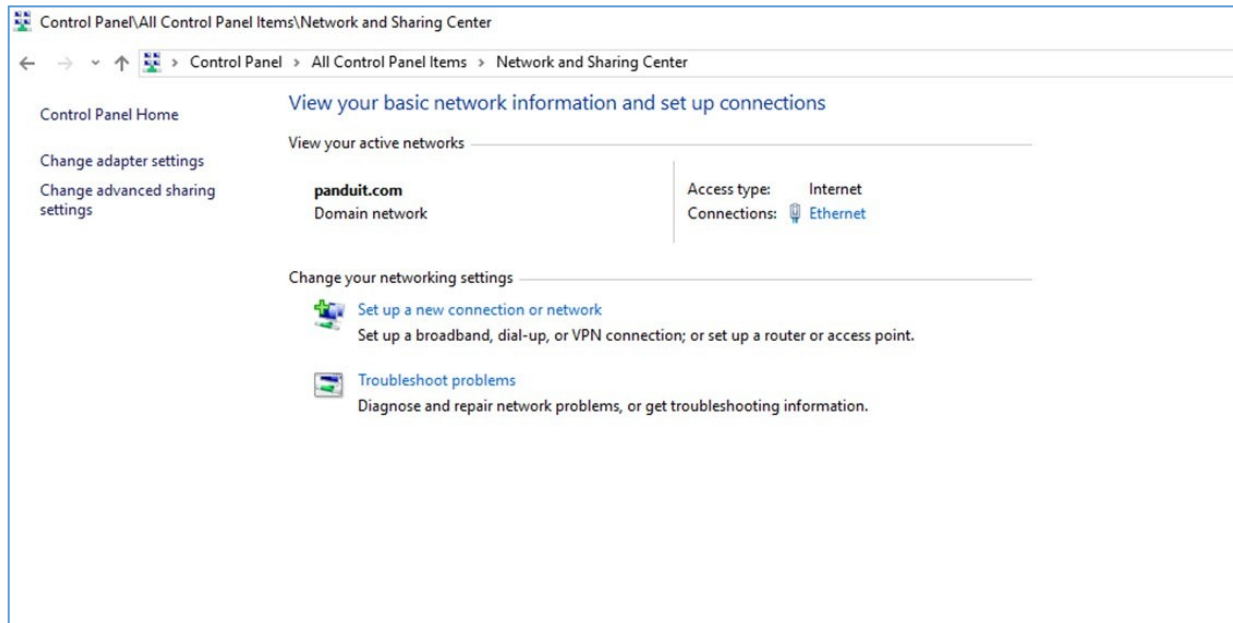 Control Panel\All Control Panel Items\Network and Sharing Center
Control Panel > All Control Panel Items > Network and Sharing Center
Control Panel Home
Change adapter settings
Change advanced sharing
settings
View your basic network information and set up connections
View your active networks
panduit.com
Domain network
Access type: Internet
Connections: Ethernet
Change your networking settings
Set up a new connection or network
Set up a broadband, dial-up, or VPN connection; or set up a router or access point.
Troubleshoot problems
Diagnose and repair network problems, or get troubleshooting information.